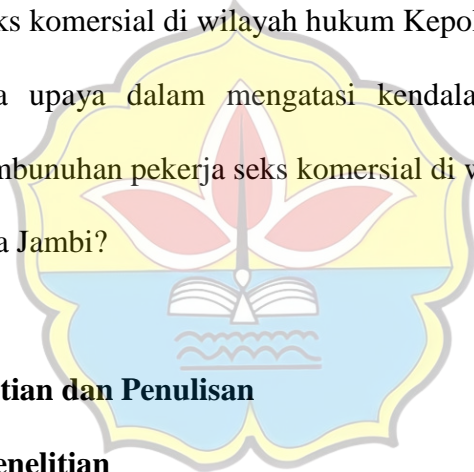 ks komersial di wilayah hukum Kepol
a upaya dalam mengatasi kendala
mbunuhan pekerja seks komersial di w
a Jambi?
tian dan Penulisan
enelitian